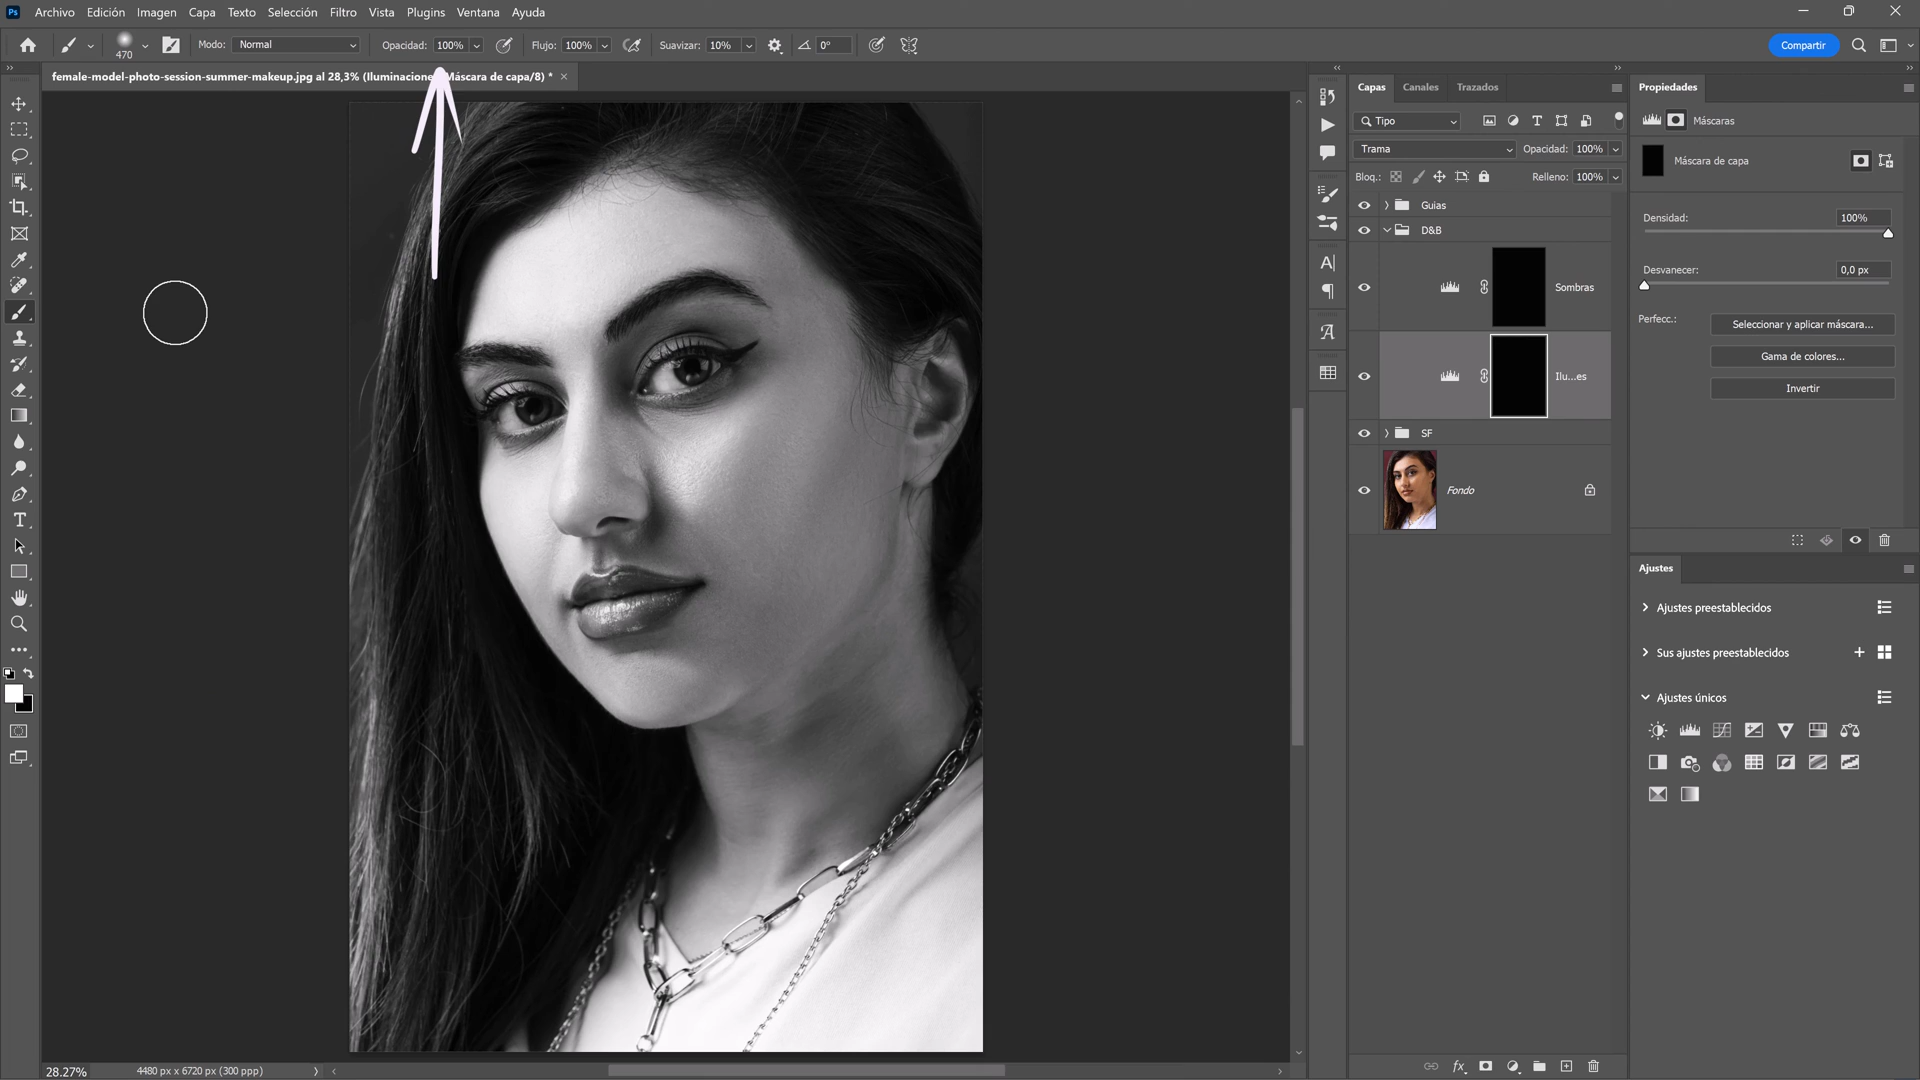 Ps Archivo Edición Imagen Capa Texto Selección Filtro Vista Plugins Ventana Ayuda
470 Modo: Normal Opacidad: 100% Flujo: 100% Suavizar: 10% 0° Compartir
female-model-photo-session-summer-makeup.jpg al 28,3% (Iluminaciones, Máscara de capa/8) *
Capas Canales Trazados
Tipo
Trama Opacidad: 100%
Bloq.: Relleno: 100%
Guias
D&B
Sombras
Ilu...es
SF
Fondo
Propiedades
Máscaras
Máscara de capa
Densidad: 100%
Desvanecer: 0,0 px
Perfecc.: Seleccionar y aplicar máscara...
Gama de colores...
Invertir
Ajustes
Ajustes preestablecidos
Sus ajustes preestablecidos
Ajustes únicos
28.27% 4480 px x 6720 px (300 ppp)